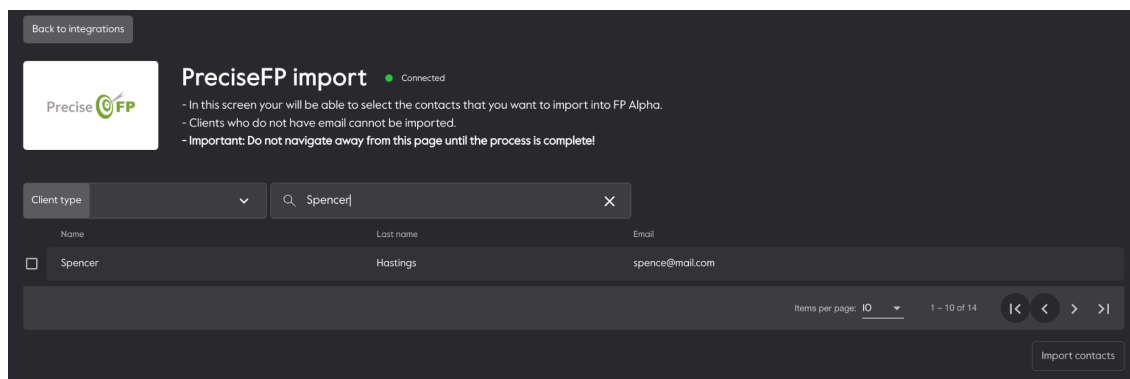 Back to integrations
Precise FP
PreciseFP import
Connected
- In this screen your will be able to select the contacts that you want to import into FP Alpha.
- Clients who do not have email cannot be imported.
- Important: Do not navigate away from this page until the process is complete!
Client type
Spencer
Name Last name Email
Spencer Hastings spence@mail.com
Items per page: 10 1 – 10 of 14
Import contacts